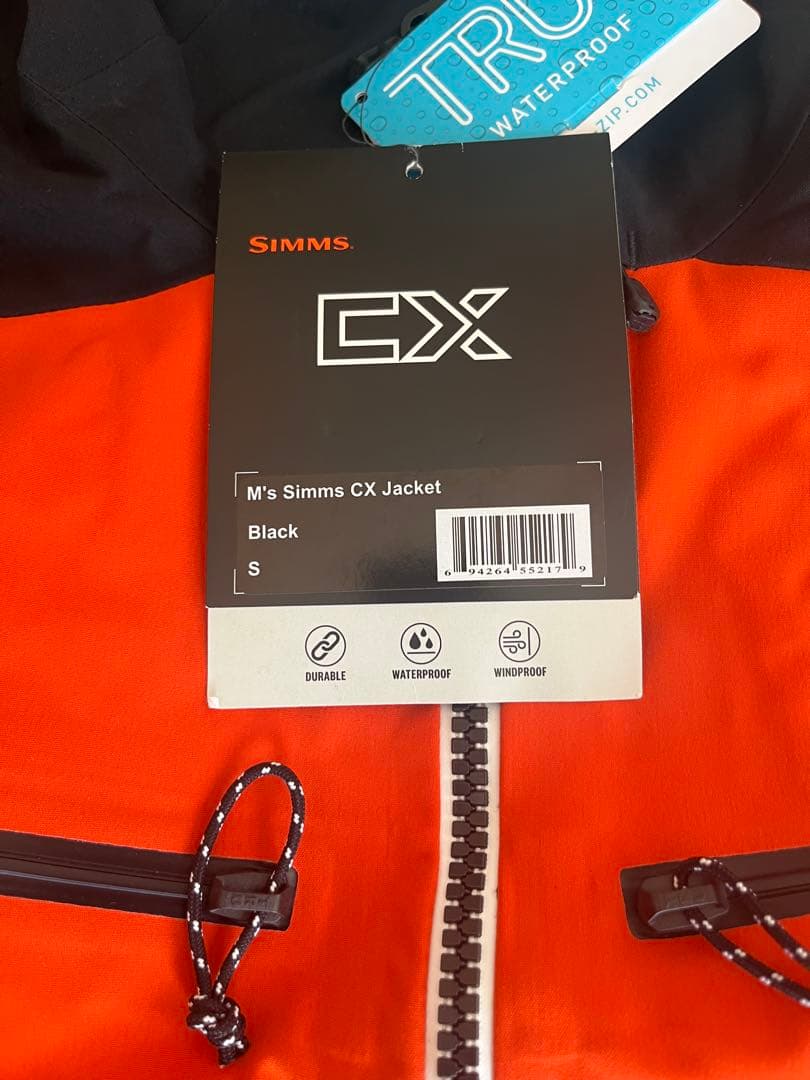 TRU
WATERPROOF
ZIP.COM
SIMMS
CX
M's Simms CX Jacket
Black
S
6 94264 55217 9
DURABLE
WATERPROOF
WINDPROOF